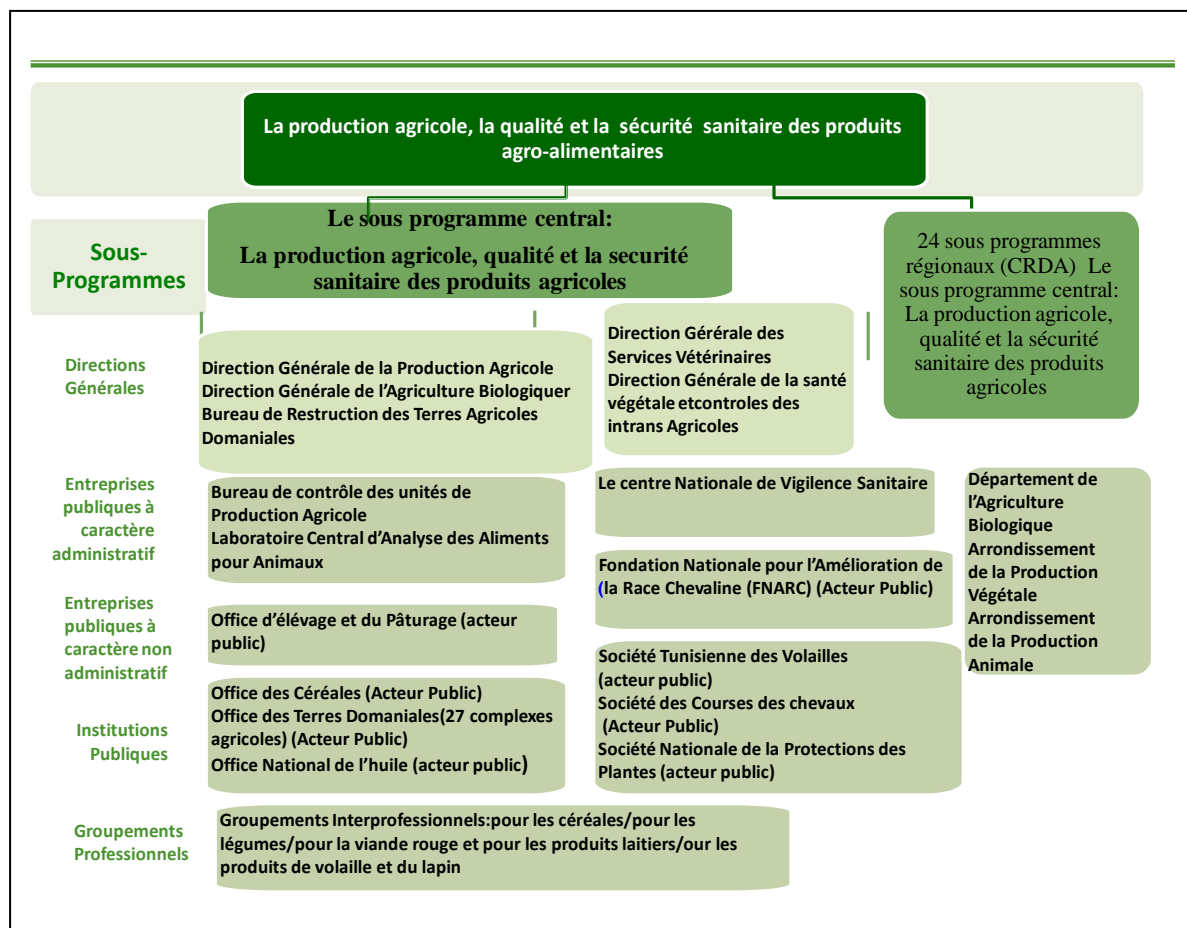 La production agricole, la qualité et la sécurité sanitaire des produits
agro-alimentaires
Sous-
Programmes
Le sous programme central:
La production agricole, qualité et la securité
sanitaire des produits agricoles
24 sous programmes
régionaux (CRDA) Le
sous programme central:
La production agricole,
qualité et la sécurité
sanitaire des produits
agricoles
Directions
Générales
Direction Générale de la Production Agricole
Direction Générale de l'Agriculture Biologiquer
Bureau de Restruction des Terres Agricoles
Domaniales
Direction Gérérale des
Services Vétérinaires
Direction Générale de la santé
végétale etcontroles des
intrans Agricoles
Entreprises
publiques à
caractère
administratif
Bureau de contrôle des unités de
Production Agricole
Laboratoire Central d'Analyse des Aliments
pour Animaux
Le centre Nationale de Vigilence Sanitaire
Fondation Nationale pour l'Amélioration de
(la Race Chevaline (FNARC) (Acteur Public)
Département de
l'Agriculture
Biologique
Arrondissement
de la Production
Végétale
Arrondissement
de la Production
Animale
Entreprises
publiques à
caractère non
administratif
Office d'élévage et du Pâturage (acteur
public)
Société Tunisienne des Volailles
(acteur public)
Société des Courses des chevaux
(Acteur Public)
Société Nationale de la Protections des
Plantes (acteur public)
Institutions
Publiques
Office des Céréales (Acteur Public)
Office des Terres Domaniales(27 complexes
agricoles) (Acteur Public)
Office National de l'huile (acteur public)
Groupements
Professionnels
Groupements Interprofessionnels:pour les céréales/pour les
légumes/pour la viande rouge et pour les produits laitiers/our les
produits de volaille et du lapin